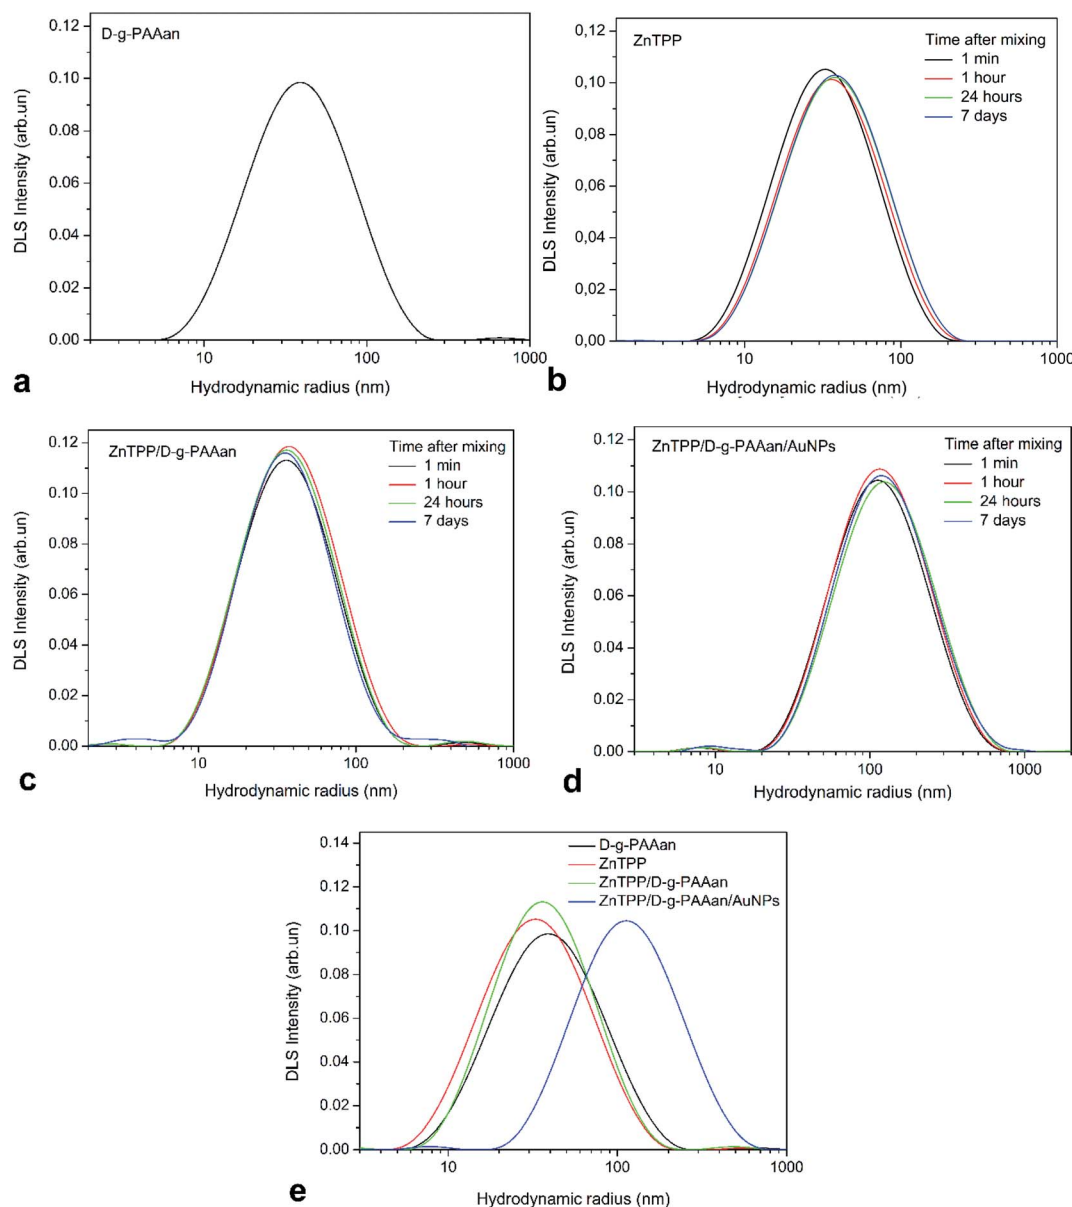 D-g-PAAan
DLS Intensity (arb.un)
0.12
0.10
0.08
0.06
0.04
0.02
0.00
10
100
1000
Hydrodynamic radius (nm)
a
ZnTPP
Time after mixing
1 min
1 hour
24 hours
7 days
DLS Intensity (arb.un)
0.12
0,10
0,08
0,06
0,04
0,02
0,00
10
100
1000
Hydrodynamic radius (nm)
b
ZnTPP/D-g-PAAan
Time after mixing
1 min
1 hour
24 hours
7 days
DLS Intensity (arb.un)
0.12
0.10
0.08
0.06
0.04
0.02
0.00
10
100
1000
Hydrodynamic radius (nm)
c
ZnTPP/D-g-PAAan/AuNPs
Time after mixing
1 min
1 hour
24 hours
7 days
DLS Intensity (arb.un)
0.12
0.10
0.08
0.06
0.04
0.02
0.00
10
100
1000
Hydrodynamic radius (nm)
d
D-g-PAAan
ZnTPP
ZnTPP/D-g-PAAan
ZnTPP/D-g-PAAan/AuNPs
DLS Intensity (arb.un)
0.14
0.12
0.10
0.08
0.06
0.04
0.02
0.00
10
100
1000
Hydrodynamic radius (nm)
e